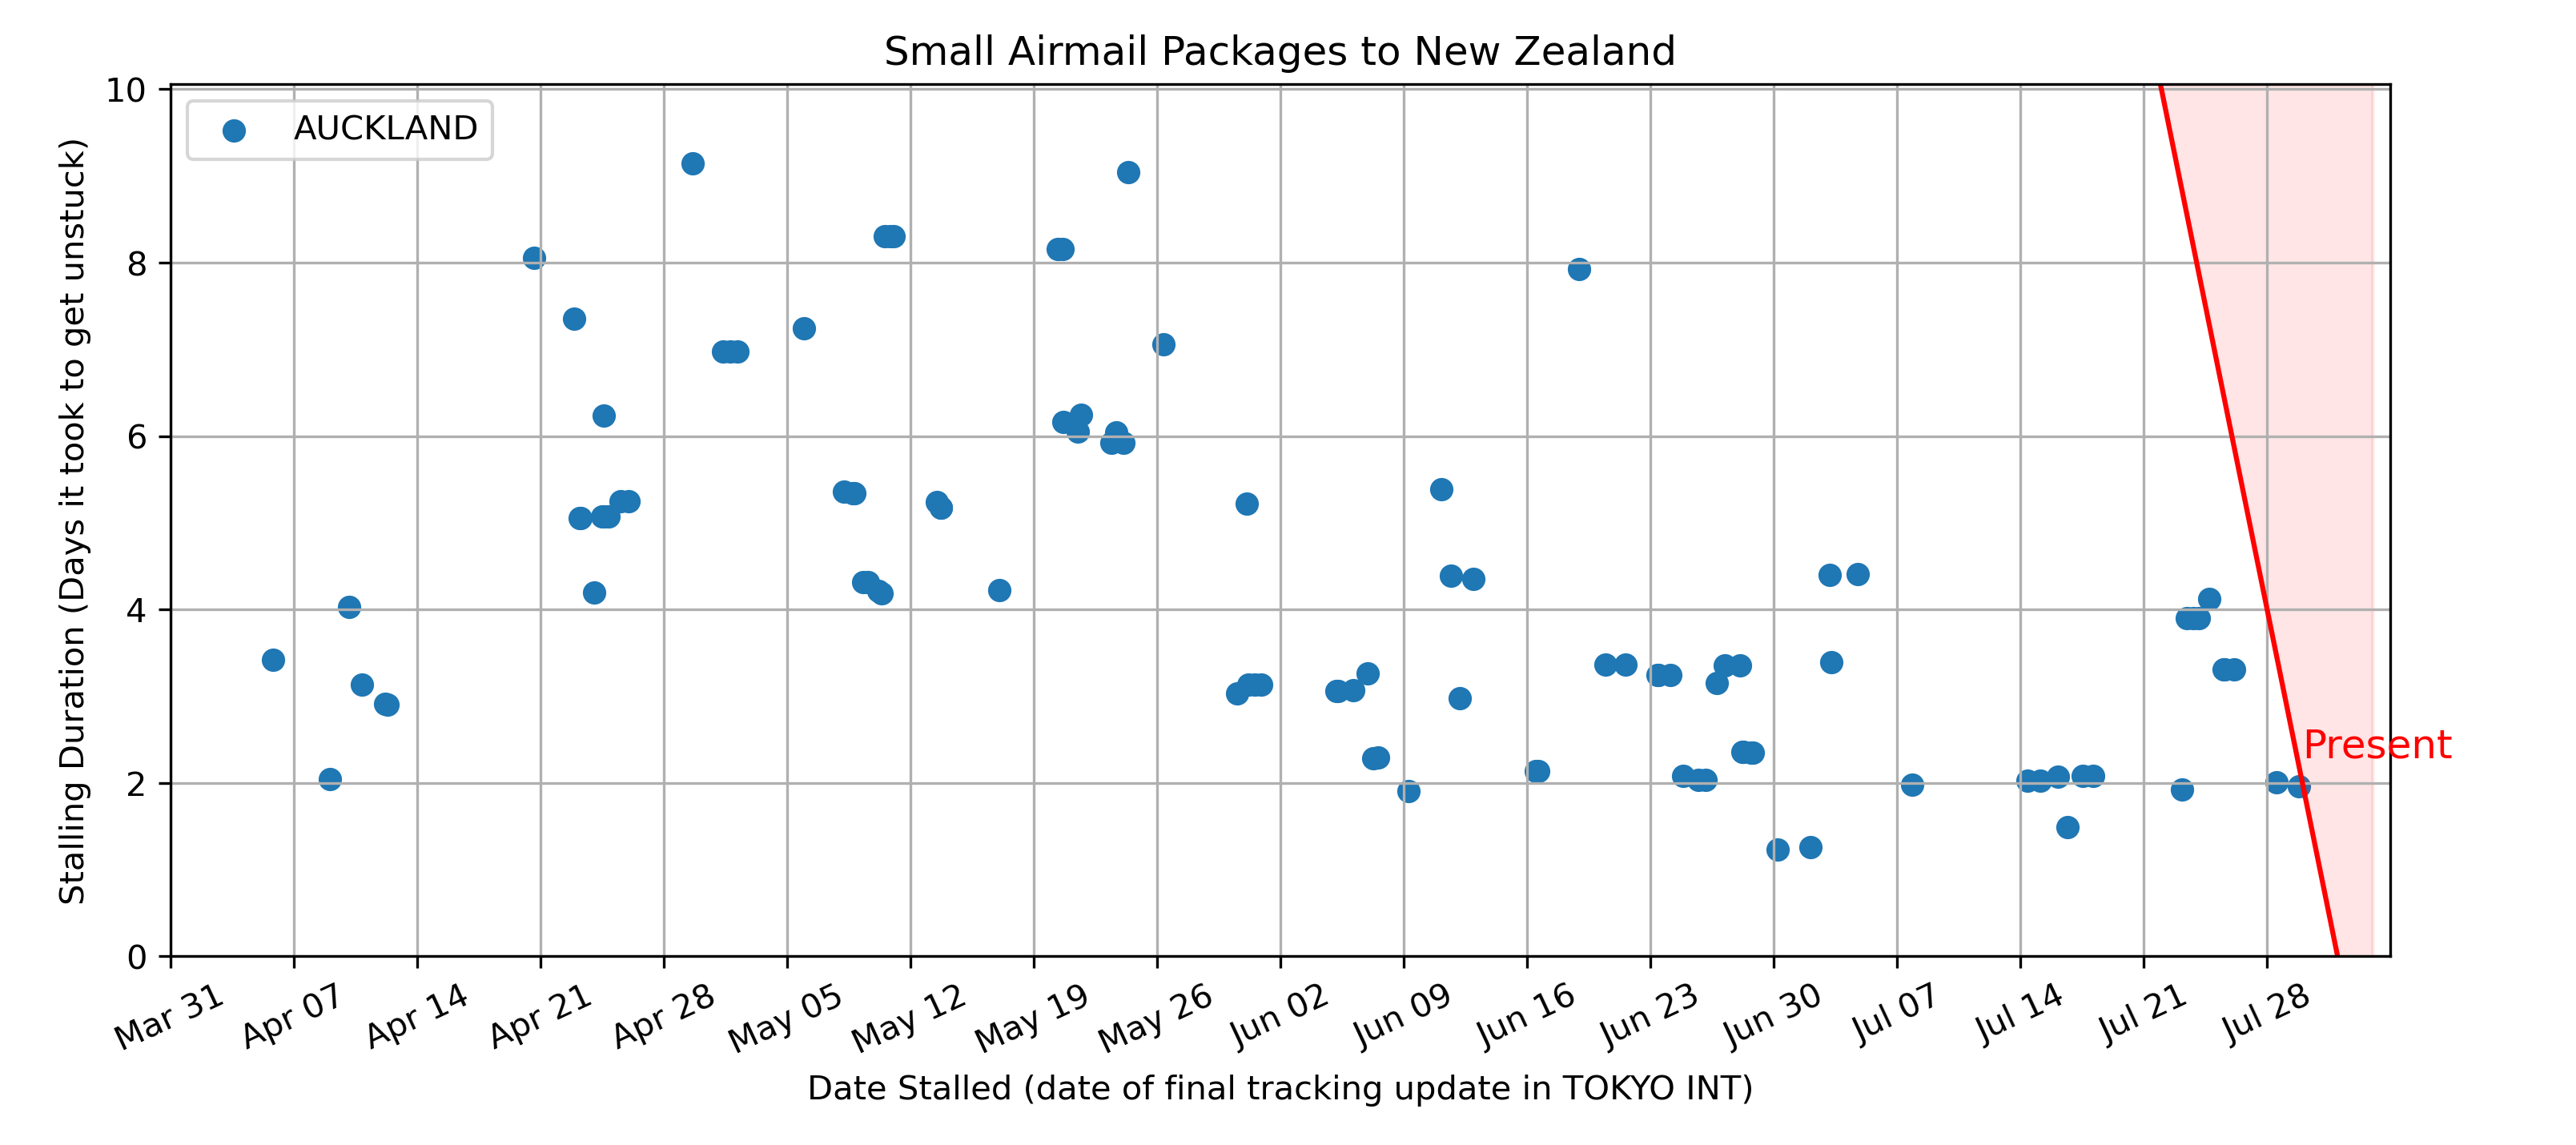 Small Airmail Packages to New Zealand
AUCKLAND
Stalling Duration (Days it took to get unstuck)
10
8
6
4
2
0
Present
Mar 31
Apr 07
Apr 14
Apr 21
Apr 28
May 05
May 12
May 19
May 26
Jun 02
Jun 09
Jun 16
Jun 23
Jun 30
Jul 07
Jul 14
Jul 21
Jul 28
Date Stalled (date of final tracking update in TOKYO INT)